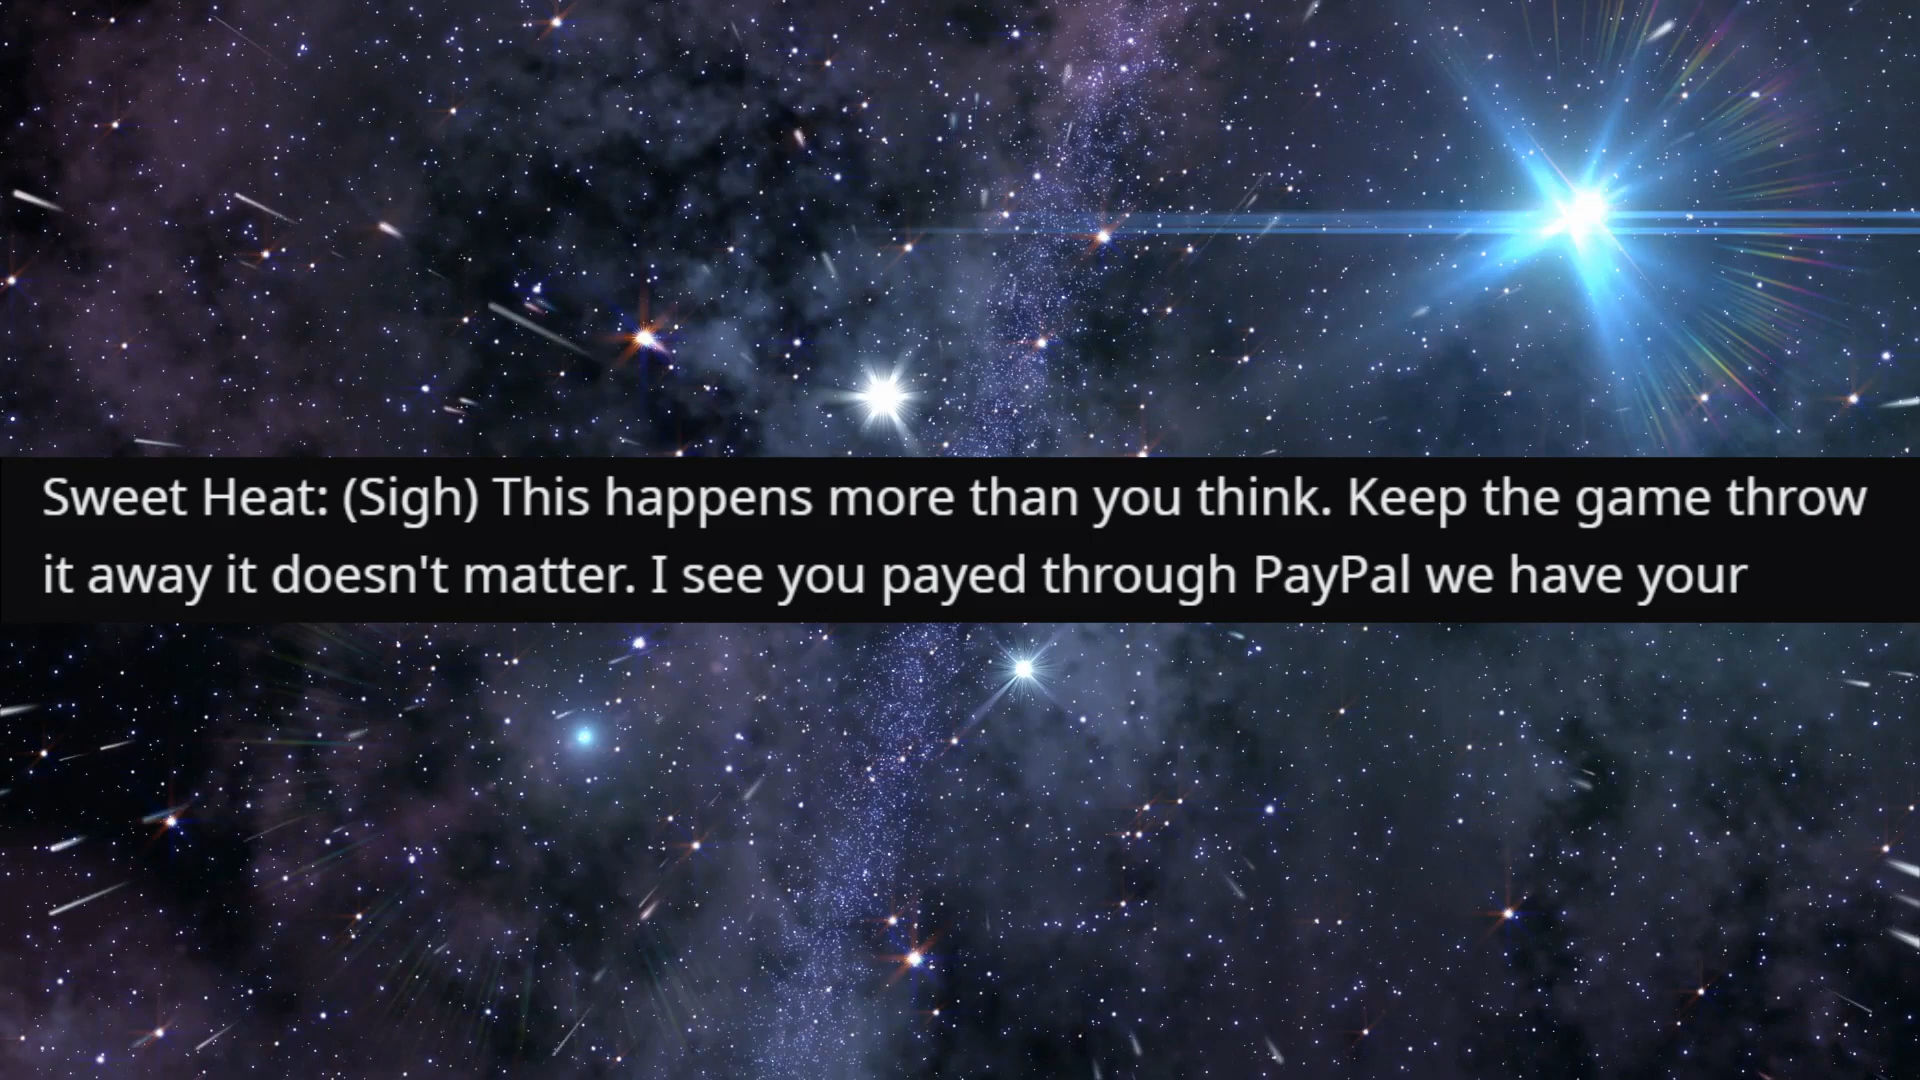 Sweet Heat: (Sigh) This happens more than you think. Keep the game throw
it away it doesn't matter. I see you payed through PayPal we have your